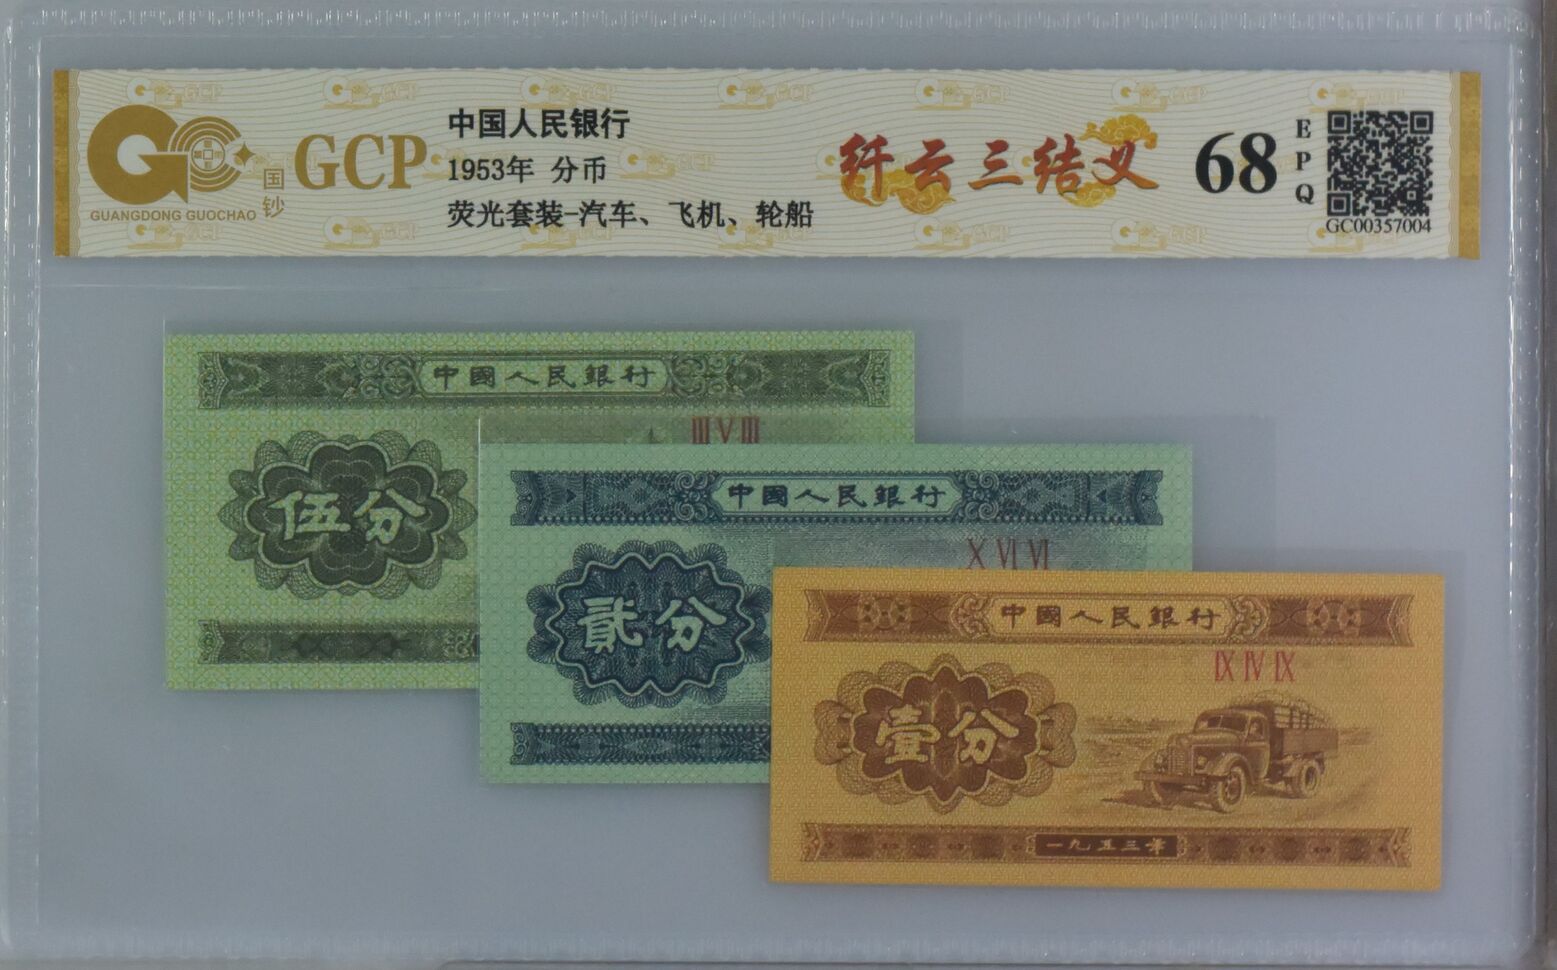 GUANGDONG GUOCHAO
国钞
GCP
中国人民银行
1953年 分币
荧光套装-汽车、飞机、轮船
纤云三结义
68
EPQ
GC00357004
中國人民銀行
III V III
伍分
中國人民銀行
X VI VI
貳分
中國人民銀行
IX IV IX
壹分
一九五三年